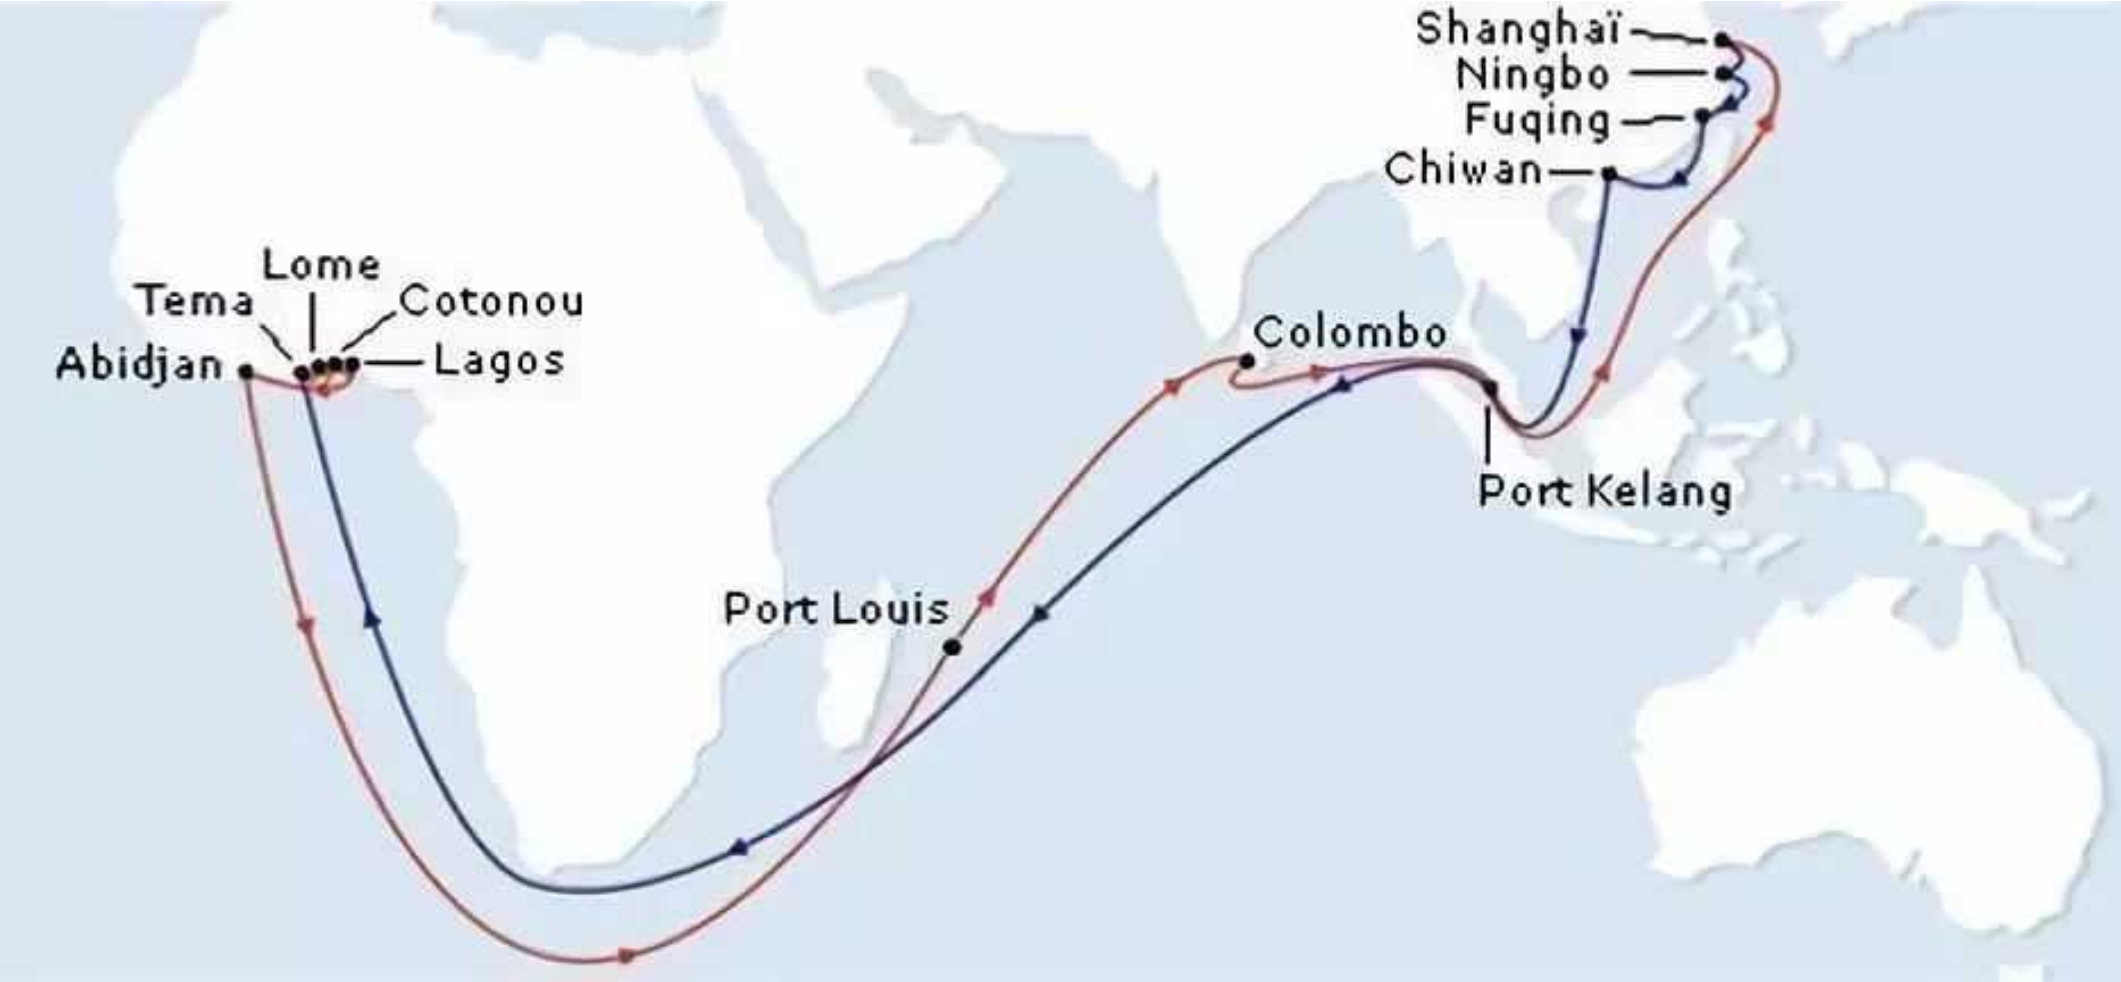 Shanghaï
Ningbo
Fuqing
Chiwan
Lome
Tema
Cotonou
Abidjan
Lagos
Colombo
Port Kelang
Port Louis